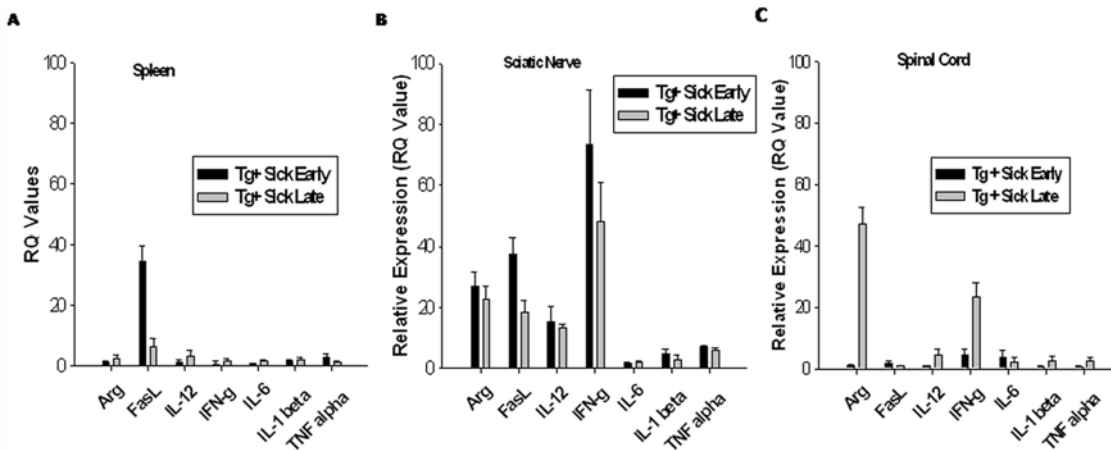 A
Spleen
100
80
60
40
20
0
RQ Values
Tg+ Sick Early
Tg+ Sick Late
Arg
FasL
IL-12
IFN-g
IL-6
IL-1 beta
TNF alpha
B
Sciatic Nerve
100
80
60
40
20
0
Relative Expression (RQ Value)
Tg+ Sick Early
Tg+ Sick Late
Arg
FasL
IL-12
IFN-g
IL-6
IL-1 beta
TNF alpha
C
Spinal Cord
100
80
60
40
20
0
Relative Expression (RQ Value)
Tg + Sick Early
Tg + Sick Late
Arg
FasL
IL-12
IFN-g
IL-6
IL-1 beta
TNF alpha